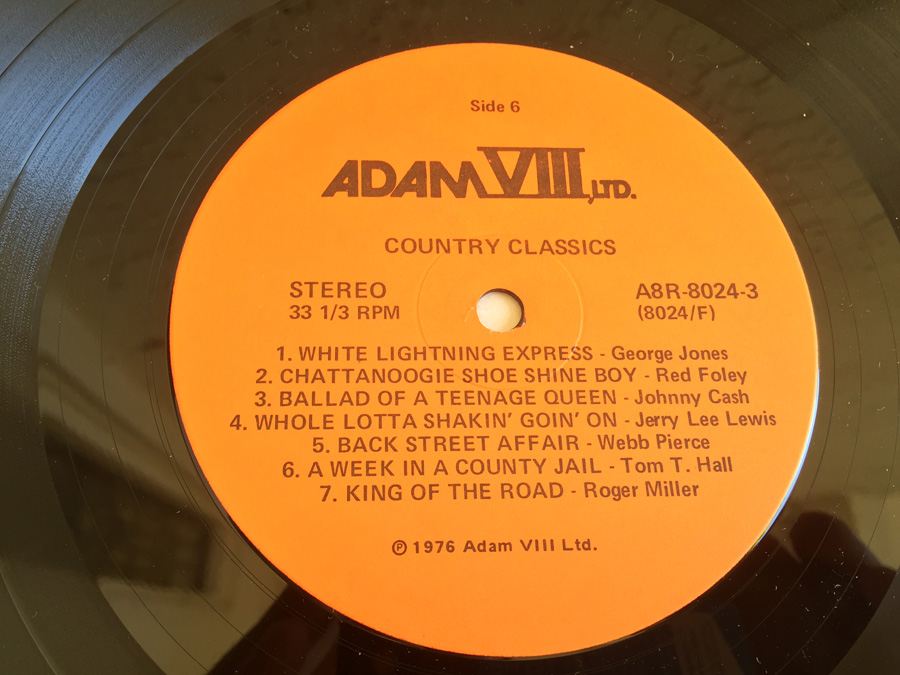 Side 6
ADAM VIII, LTD.
COUNTRY CLASSICS
STEREO A8R-8024-3
33 1/3 RPM (8024/F)
1. WHITE LIGHTNING EXPRESS - George Jones
2. CHATTANOOGIE SHOE SHINE BOY - Red Foley
3. BALLAD OF A TEENAGE QUEEN - Johnny Cash
4. WHOLE LOTTA SHAKIN' GOIN' ON - Jerry Lee Lewis
5. BACK STREET AFFAIR - Webb Pierce
6. A WEEK IN A COUNTY JAIL - Tom T. Hall
7. KING OF THE ROAD - Roger Miller
℗ 1976 Adam VIII Ltd.